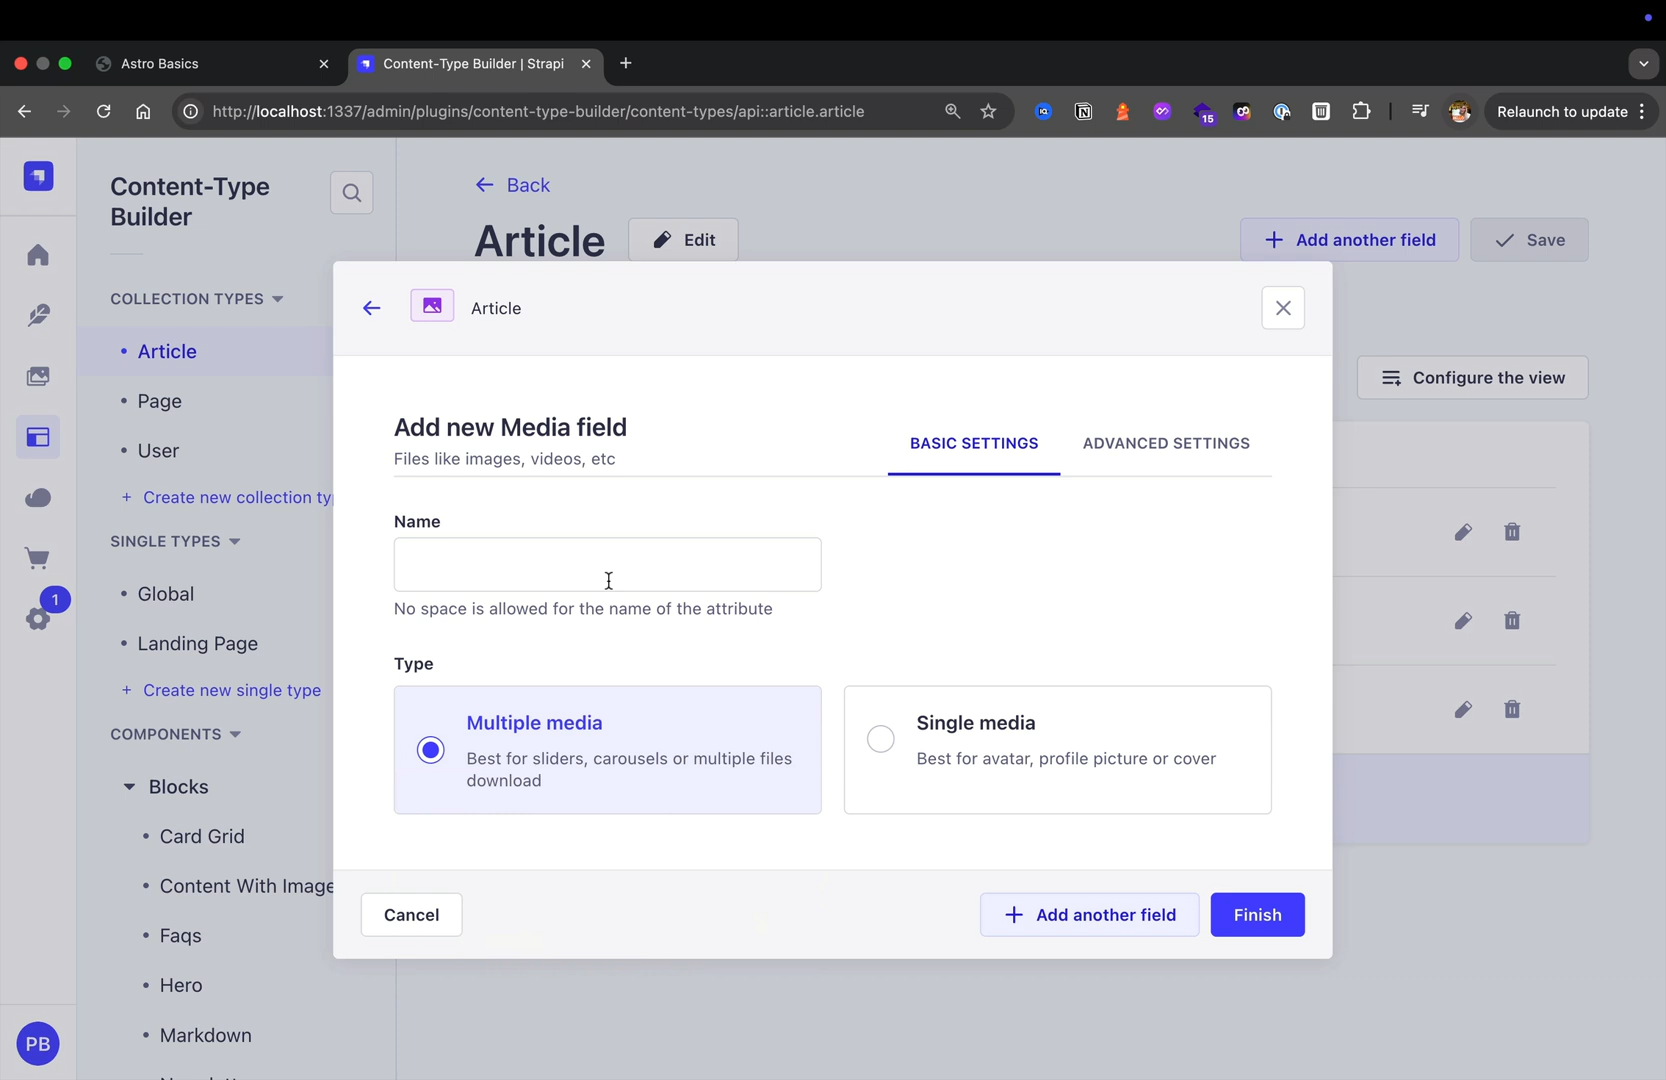 Astro Basics
Content-Type Builder | Strapi
http://localhost:1337/admin/plugins/content-type-builder/content-types/api::article.article
15
Relaunch to update
Content-Type
Builder
Back
Article
Edit
Add another field
Save
COLLECTION TYPES
Article
Page
User
+ Create new collection ty
SINGLE TYPES
1
Global
Landing Page
+ Create new single type
COMPONENTS
Blocks
Card Grid
Content With Image
Faqs
Hero
Markdown
PB
Configure the view
Article
Add new Media field
Files like images, videos, etc
BASIC SETTINGS
ADVANCED SETTINGS
Name
No space is allowed for the name of the attribute
Type
Multiple media
Best for sliders, carousels or multiple files
download
Single media
Best for avatar, profile picture or cover
Cancel
Add another field
Finish